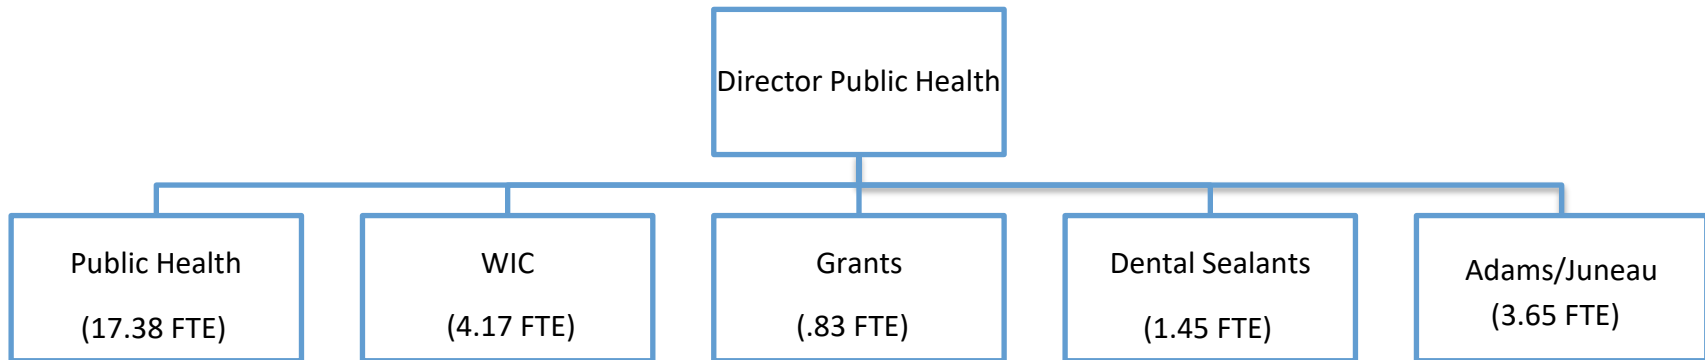 Director Public Health
Public Health
(17.38 FTE)
WIC
(4.17 FTE)
Grants
(.83 FTE)
Dental Sealants
(1.45 FTE)
Adams/Juneau
(3.65 FTE)